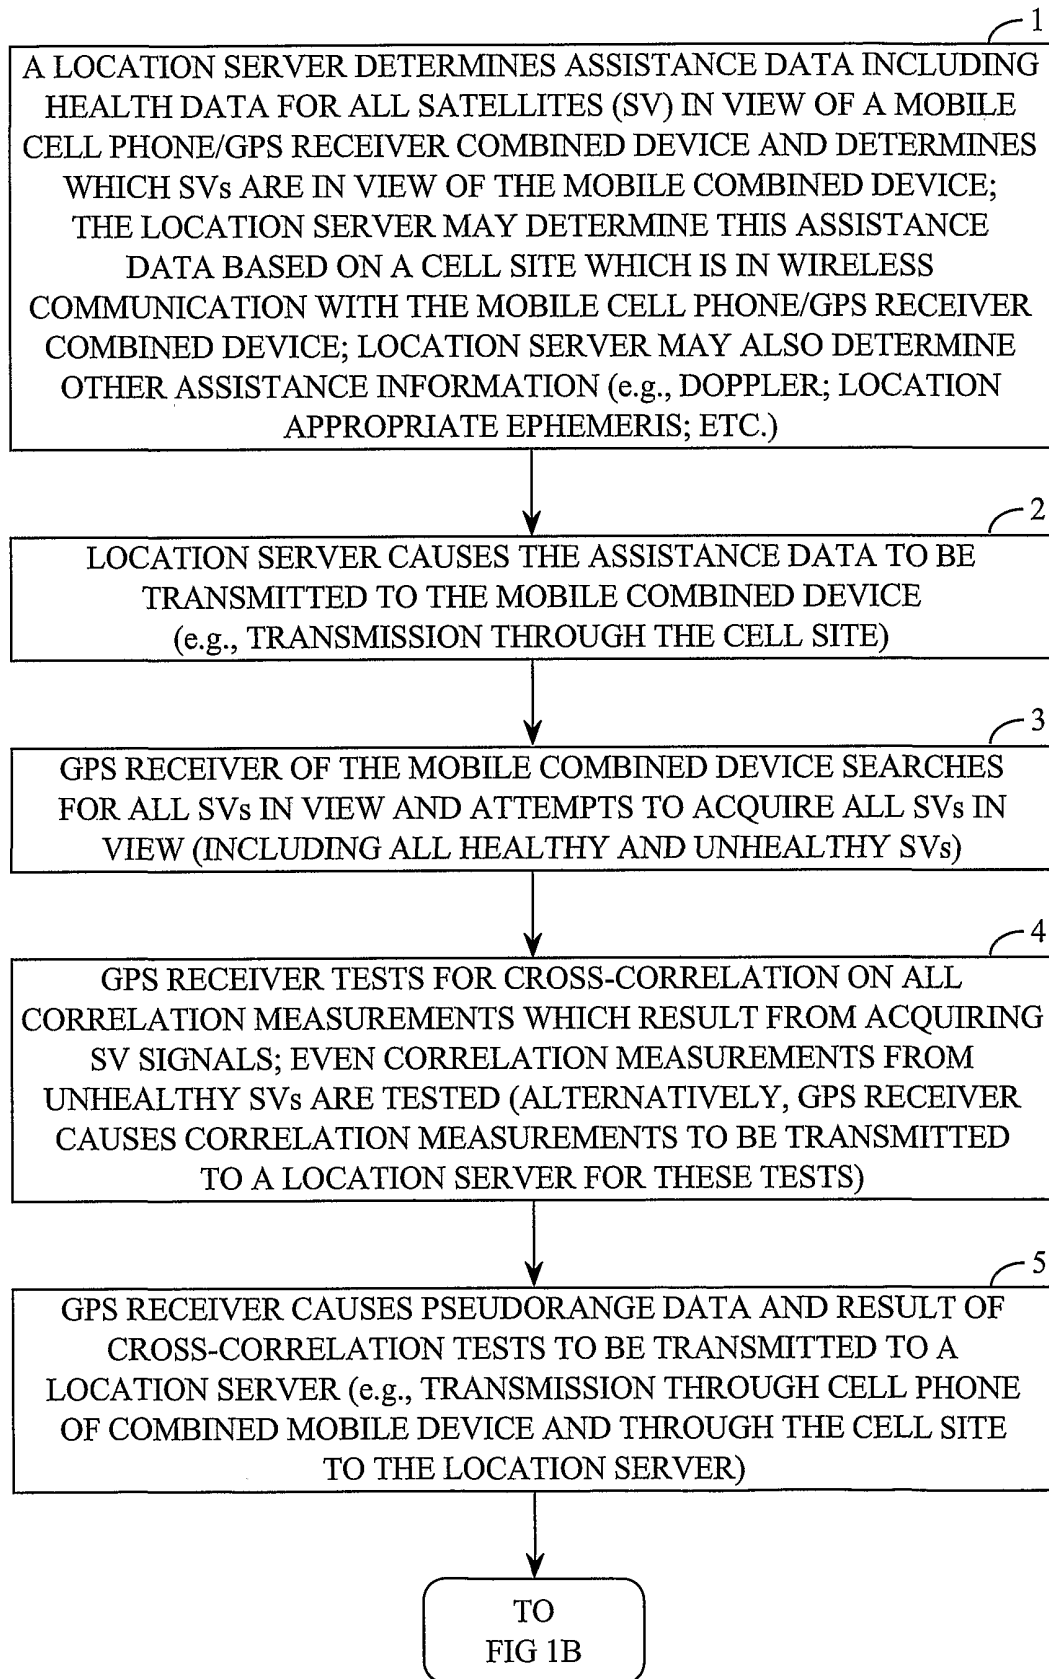 1
A LOCATION SERVER DETERMINES ASSISTANCE DATA INCLUDING
HEALTH DATA FOR ALL SATELLITES (SV) IN VIEW OF A MOBILE
CELL PHONE/GPS RECEIVER COMBINED DEVICE AND DETERMINES
WHICH SVs ARE IN VIEW OF THE MOBILE COMBINED DEVICE;
THE LOCATION SERVER MAY DETERMINE THIS ASSISTANCE
DATA BASED ON A CELL SITE WHICH IS IN WIRELESS
COMMUNICATION WITH THE MOBILE CELL PHONE/GPS RECEIVER
COMBINED DEVICE; LOCATION SERVER MAY ALSO DETERMINE
OTHER ASSISTANCE INFORMATION (e.g., DOPPLER; LOCATION
APPROPRIATE EPHEMERIS; ETC.)
2
LOCATION SERVER CAUSES THE ASSISTANCE DATA TO BE
TRANSMITTED TO THE MOBILE COMBINED DEVICE
(e.g., TRANSMISSION THROUGH THE CELL SITE)
3
GPS RECEIVER OF THE MOBILE COMBINED DEVICE SEARCHES
FOR ALL SVs IN VIEW AND ATTEMPTS TO ACQUIRE ALL SVs IN
VIEW (INCLUDING ALL HEALTHY AND UNHEALTHY SVs)
4
GPS RECEIVER TESTS FOR CROSS-CORRELATION ON ALL
CORRELATION MEASUREMENTS WHICH RESULT FROM ACQUIRING
SV SIGNALS; EVEN CORRELATION MEASUREMENTS FROM
UNHEALTHY SVs ARE TESTED (ALTERNATIVELY, GPS RECEIVER
CAUSES CORRELATION MEASUREMENTS TO BE TRANSMITTED
TO A LOCATION SERVER FOR THESE TESTS)
5
GPS RECEIVER CAUSES PSEUDORANGE DATA AND RESULT OF
CROSS-CORRELATION TESTS TO BE TRANSMITTED TO A
LOCATION SERVER (e.g., TRANSMISSION THROUGH CELL PHONE
OF COMBINED MOBILE DEVICE AND THROUGH THE CELL SITE
TO THE LOCATION SERVER)
TO
FIG 1B